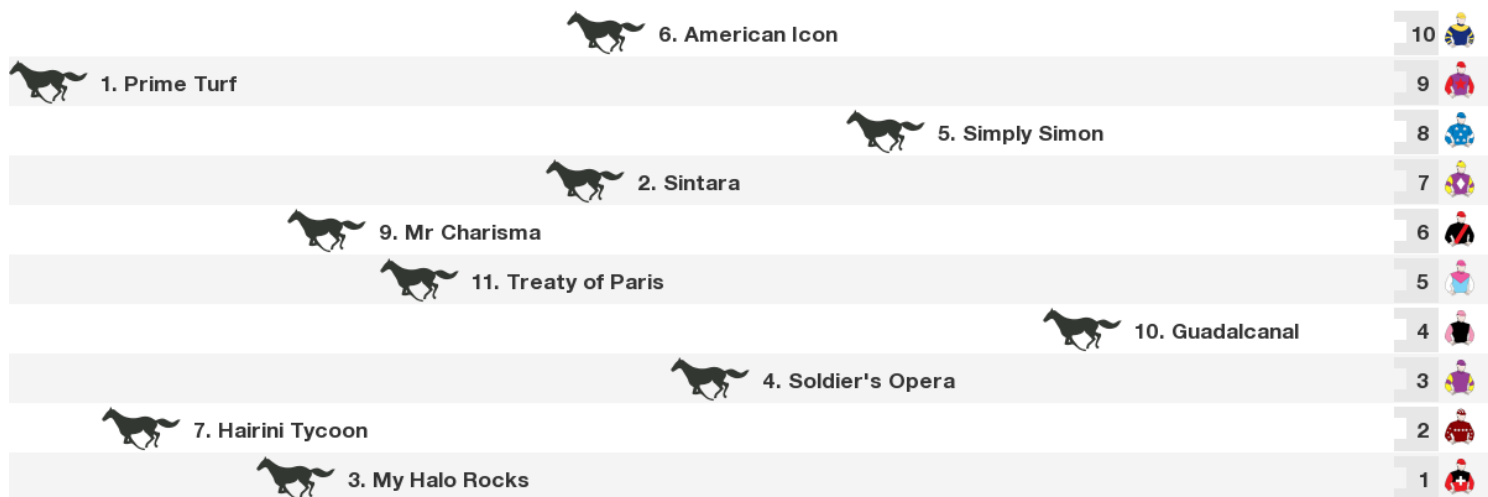 6. American Icon 10
1. Prime Turf 9
5. Simply Simon 8
2. Sintara 7
9. Mr Charisma 6
11. Treaty of Paris 5
10. Guadalcanal 4
4. Soldier's Opera 3
7. Hairini Tycoon 2
3. My Halo Rocks 1